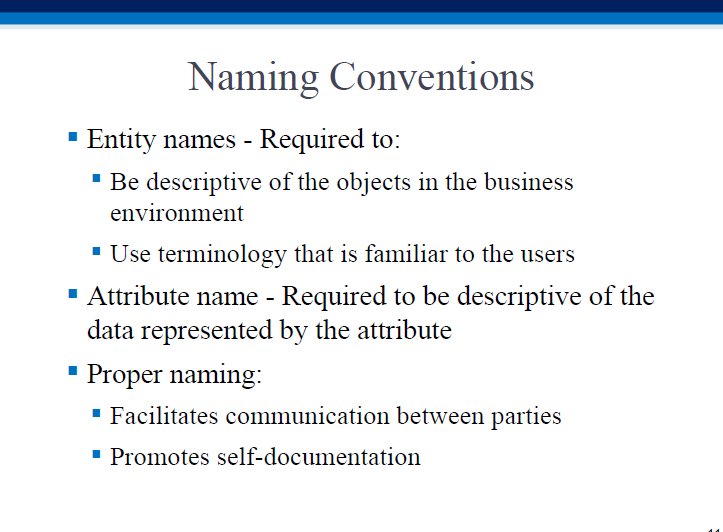 Naming Conventions
▪ Entity names - Required to:
▪ Be descriptive of the objects in the business
environment
▪ Use terminology that is familiar to the users
▪ Attribute name - Required to be descriptive of the
data represented by the attribute
▪ Proper naming:
▪ Facilitates communication between parties
▪ Promotes self-documentation